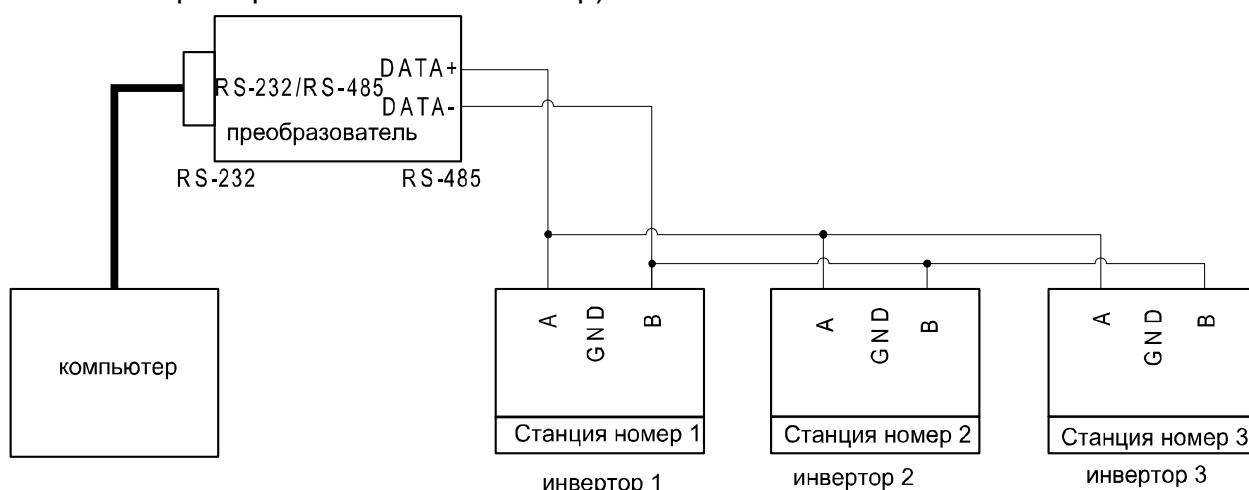 DATA+
RS-232/RS-485
DATA-
преобразователь
RS-232
RS-485
компьютер
A
GND
B
A
GND
B
A
GND
B
Станция номер 1
Станция номер 2
Станция номер 3
инвертор 1
инвертор 2
инвертор 3